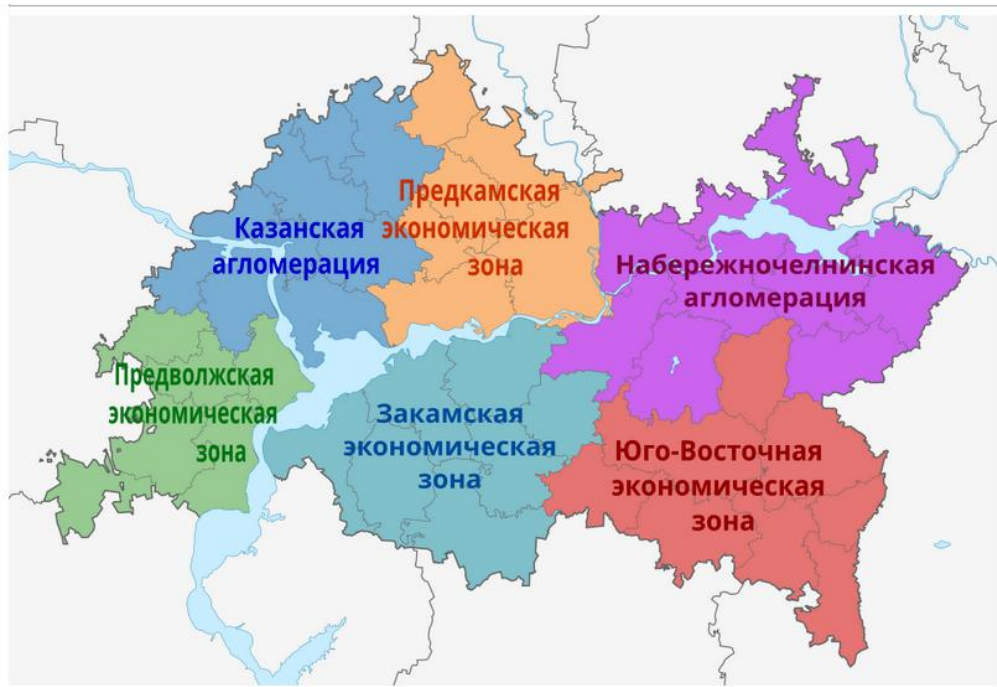 Предкамская
экономическая
зона
Казанская
агломерация
Набережночелнинская
агломерация
Предволжская
экономическая
зона
Закамская
экономическая
зона
Юго-Восточная
экономическая
зона